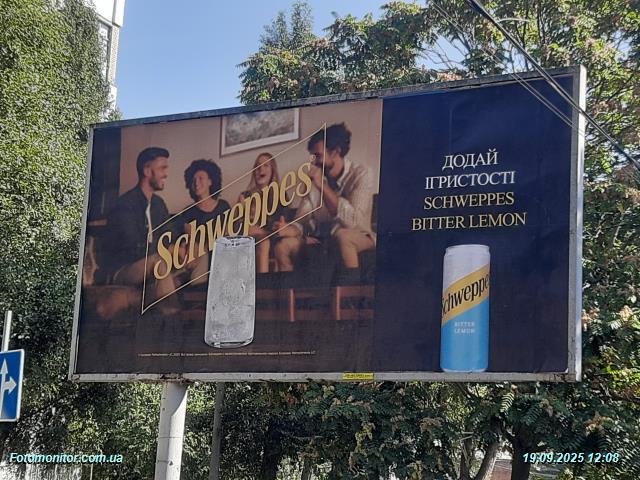 Schweppes
ДОДАЙ
ІГРИСТОСТІ
SCHWEPPES
BITTER LEMON
Schweppes
BITTER
LEMON
Fotomonitor.com.ua
19.09.2025 12:08